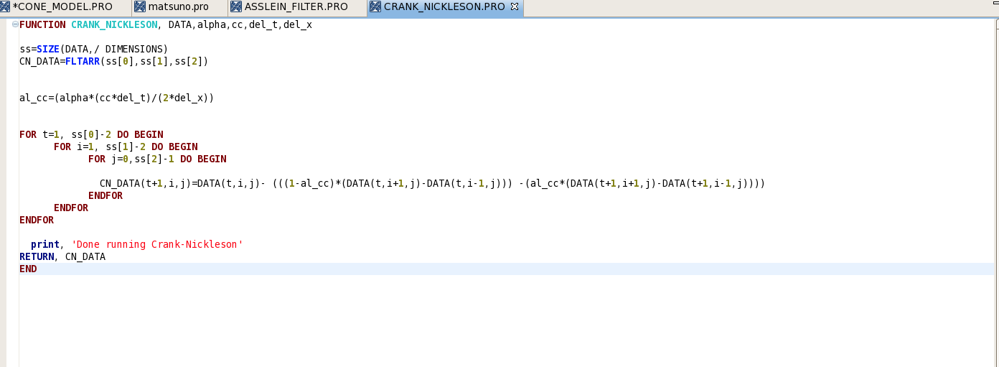 *CONE_MODEL.PRO matsuno.pro ASSLEIN_FILTER.PRO CRANK_NICKLESON.PRO
FUNCTION CRANK_NICKLESON, DATA,alpha,cc,del_t,del_x
ss=SIZE(DATA,/ DIMENSIONS)
CN_DATA=FLTARR(ss[0],ss[1],ss[2])
al_cc=(alpha*(cc*del_t)/(2*del_x))
FOR t=1, ss[0]-2 DO BEGIN
FOR i=1, ss[1]-2 DO BEGIN
FOR j=0,ss[2]-1 DO BEGIN
CN_DATA(t+1,i,j)=DATA(t,i,j)- (((1-al_cc)*(DATA(t,i+1,j)-DATA(t,i-1,j))) -(al_cc*(DATA(t+1,i+1,j)-DATA(t+1,i-1,j))))
ENDFOR
ENDFOR
ENDFOR
print, 'Done running Crank-Nickleson'
RETURN, CN_DATA
END